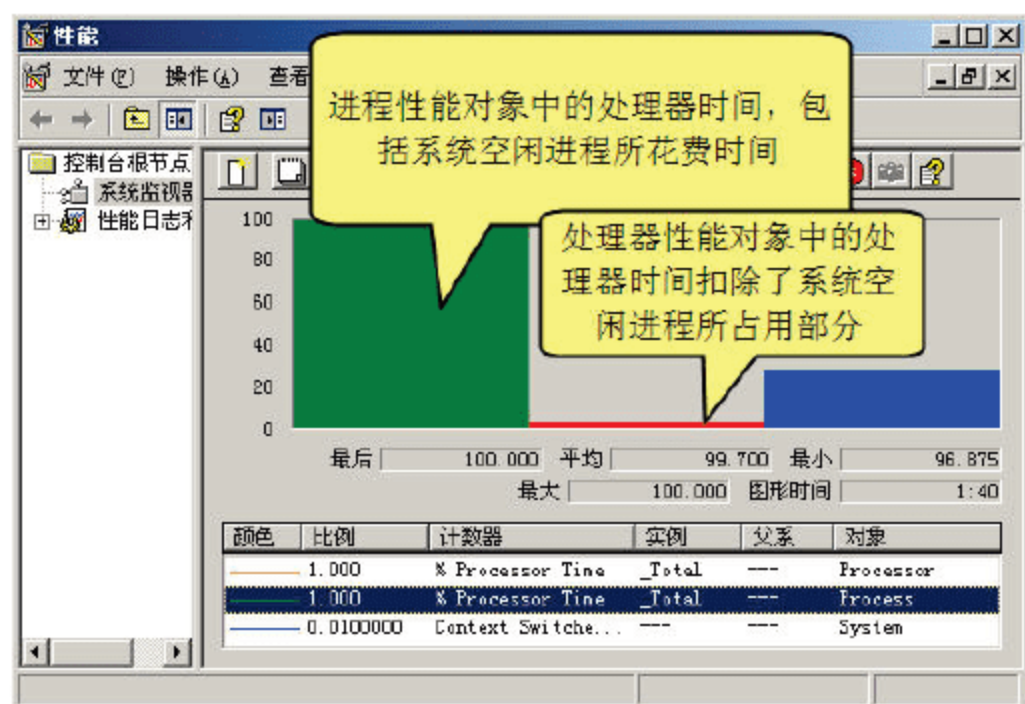 性能
文件(F) 操作(A) 查看
进程性能对象中的处理器时间，包
括系统空闲进程所花费时间
控制台根节点
系统监视器
性能日志
处理器性能对象中的处
理器时间扣除了系统空
闲进程所占用部分
100
80
60
40
20
0
最后 100.000 平均 99.700 最小 96.875
最大 100.000 图形时间 1:40
颜色 比例 计数器 实例 父系 对象
1.000 % Processor Time _Total --- Processor
1.000 % Processor Time _Total --- Process
0.0100000 Context Switche... --- --- System